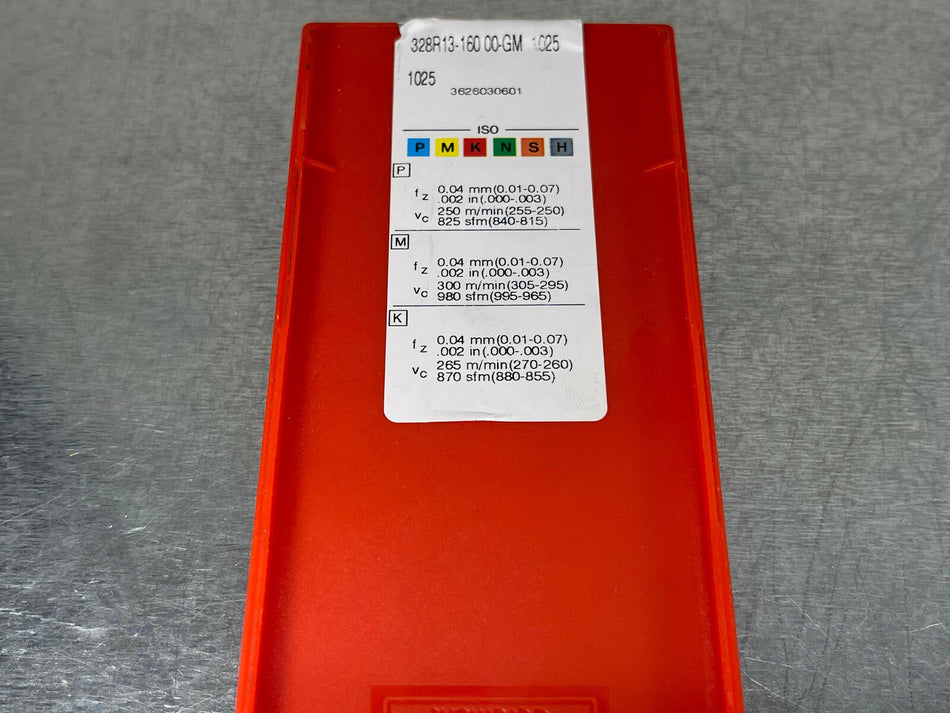 328R13-160 00-GM 1025
1025
3626030601
ISO
P M K N S H
P
fz 0.04 mm(0.01-0.07)
.002 in(.000-.003)
vc 250 m/min(255-250)
825 sfm(840-815)
M
fz 0.04 mm(0.01-0.07)
.002 in(.000-.003)
vc 300 m/min(305-295)
980 sfm(995-965)
K
fz 0.04 mm(0.01-0.07)
.002 in(.000-.003)
vc 265 m/min(270-260)
870 sfm(880-855)